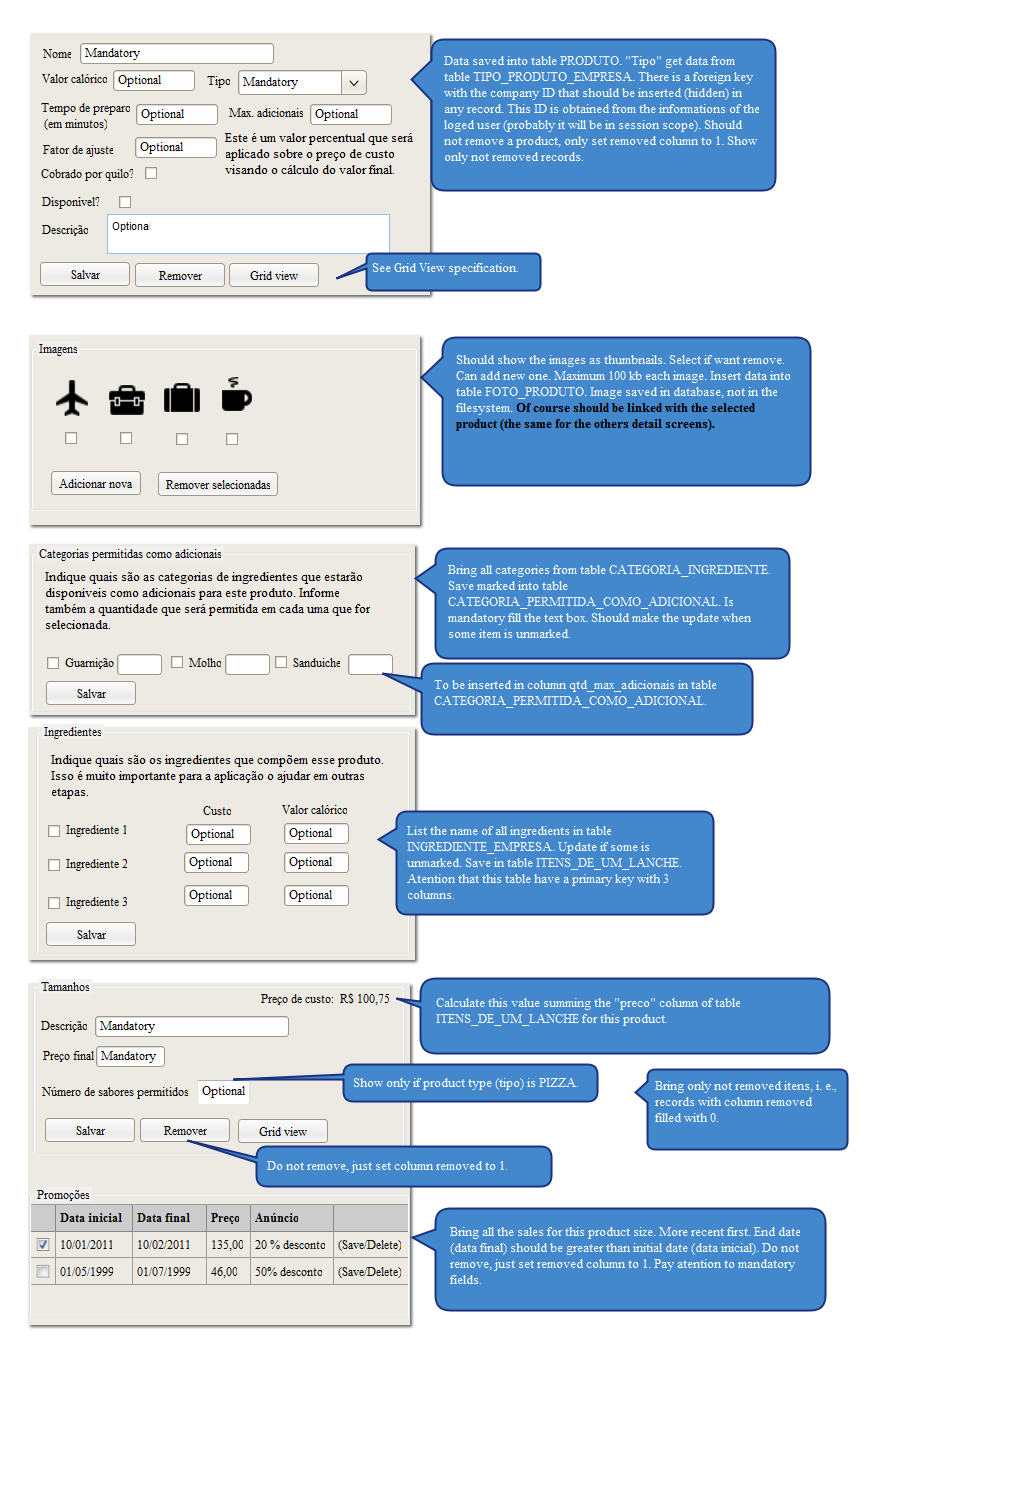 Nome Mandatory
Valor calórico Optional Tipo Mandatory
Tempo de preparo
(em minutos) Optional Max. adicionais Optional
Fator de ajuste Optional
Este é um valor percentual que será
aplicado sobre o preço de custo
visando o cálculo do valor final.
Cobrado por quilo?
Disponivel?
Descrição Optional
Salvar Remover Grid view
Data saved into table PRODUTO. "Tipo" get data from
table TIPO_PRODUTO_EMPRESA. There is a foreign key
with the company ID that should be inserted (hidden) in
any record. This ID is obtained from the informations of the
loged user (probably it will be in session scope). Should
not remove a product, only set removed column to 1. Show
only not removed records.
See Grid View specification.
Imagens
Adicionar nova Remover selecionadas
Should show the images as thumbnails. Select if want remove.
Can add new one. Maximum 100 kb each image. Insert data into
table FOTO_PRODUTO. Image saved in database, not in the
filesystem. Of course should be linked with the selected
product (the same for the others detail screens).
Categorias permitidas como adicionais
Indique quais são as categorias de ingredientes que estarão
disponiveis como adicionais para este produto. Informe
também a quantidade que será permitida em cada uma que for
selecionada.
Guarnição Molho Sanduiche
Salvar
Bring all categories from table CATEGORIA_INGREDIENTE.
Save marked into table
CATEGORIA_PERMITIDA_COMO_ADICIONAL. Is
mandatory fill the text box. Should make the update when
some item is unmarked.
To be inserted in column qtd_max_adicionais in table
CATEGORIA_PERMITIDA_COMO_ADICIONAL.
Ingredientes
Indique quais são os ingredientes que compõem esse produto.
Isso é muito importante para a aplicação o ajudar em outras
etapas.
Custo Valor calórico
Ingrediente 1 Optional Optional
Ingrediente 2 Optional Optional
Ingrediente 3 Optional Optional
Salvar
List the name of all ingredients in table
INGREDIENTE_EMPRESA. Update if some is
unmarked. Save in table ITENS_DE_UM_LANCHE.
Atention that this table have a primary key with 3
columns.
Tamanhos
Preço de custo: R$ 100,75
Descrição Mandatory
Preço final Mandatory
Número de sabores permitidos Optional
Salvar Remover Grid view
Calculate this value summing the "preco" column of table
ITENS_DE_UM_LANCHE for this product.
Show only if product type (tipo) is PIZZA.
Bring only not removed itens, i. e.,
records with column removed
filled with 0.
Do not remove, just set column removed to 1.
Promoções
Data inicial Data final Preço Anúncio
10/01/2011 10/02/2011 135,00 20 % desconto (Save/Delete)
01/05/1999 01/07/1999 46,00 50% desconto (Save/Delete)
Bring all the sales for this product size. More recent first. End date
(data final) should be greater than initial date (data inicial). Do not
remove, just set removed column to 1. Pay atention to mandatory
fields.